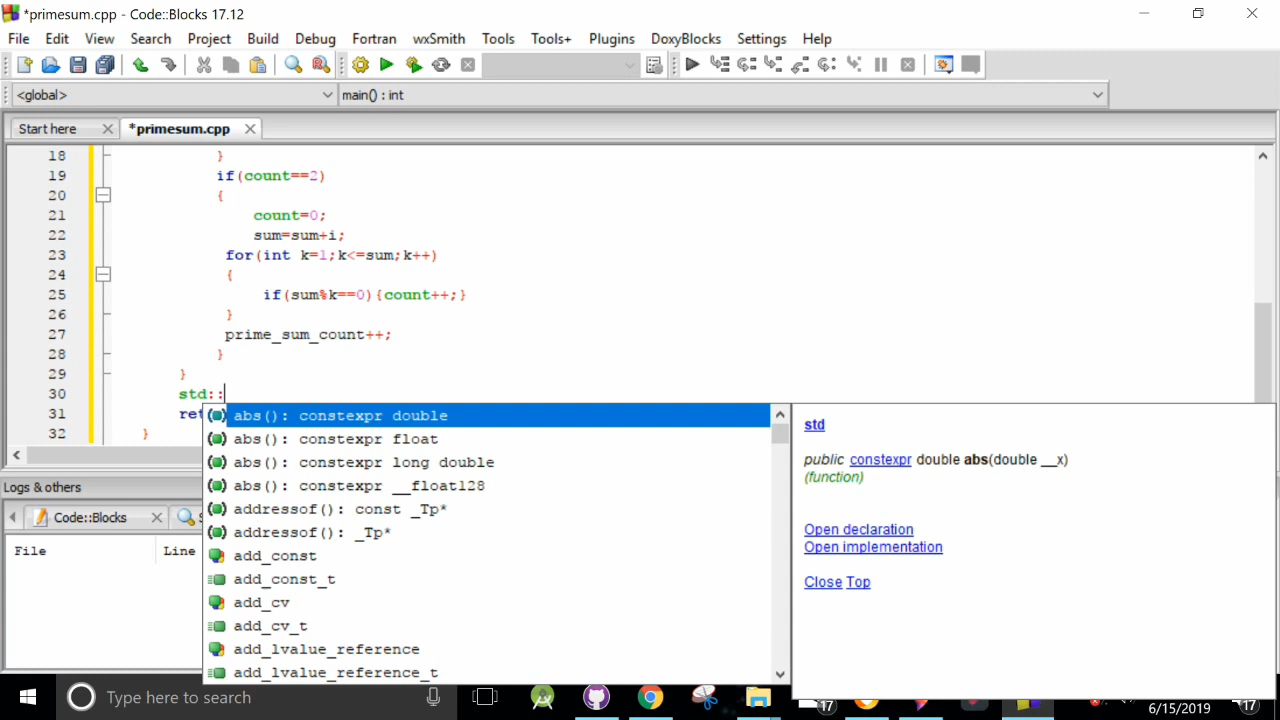 *primesum.cpp - Code::Blocks 17.12
File Edit View Search Project Build Debug Fortran wxSmith Tools Tools+ Plugins DoxyBlocks Settings Help
<global> main() : int
Start here *primesum.cpp
18 }
19 if(count==2)
20 {
21 count=0;
22 sum=sum+i;
23 for(int k=1;k<=sum;k++)
24 {
25 if(sum%k==0){count++;}
26 }
27 prime_sum_count++;
28 }
29 }
30 std::
31 ret
32 }
abs(): constexpr double
abs(): constexpr float
abs(): constexpr long double
abs(): constexpr __float128
addressof(): const _Tp*
addressof(): _Tp*
add_const
add_const_t
add_cv
add_cv_t
add_lvalue_reference
add_lvalue_reference_t
std
public constexpr double abs(double __x)
(function)
Open declaration
Open implementation
Close Top
Logs & others
Code::Blocks
File Line
Type here to search
17
6/15/2019
17